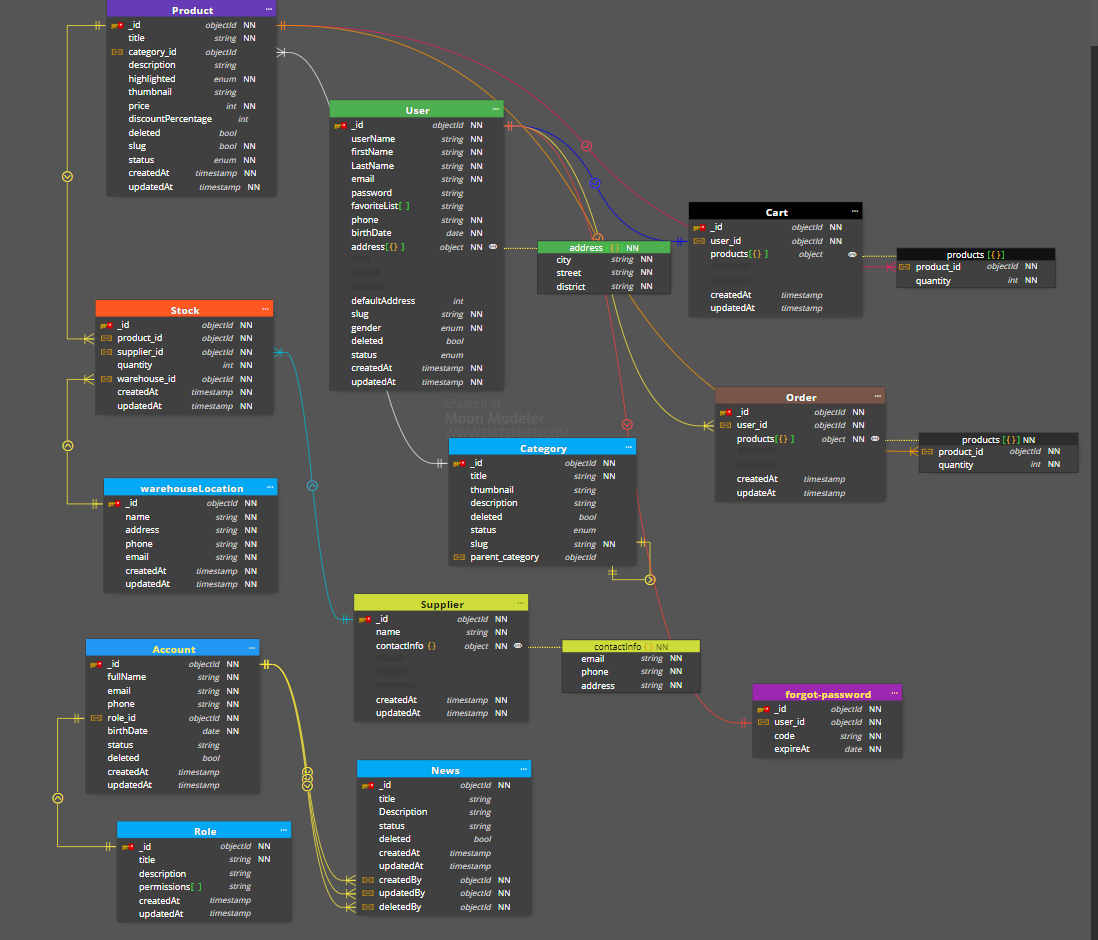 Product ...
_id objectId NN
title string NN
category_id objectId
description string
highlighted enum NN
thumbnail string
price int NN
discountPercentage int
deleted bool
slug bool NN
status enum NN
createdAt timestamp NN
updatedAt timestamp NN
User ...
_id objectId NN
userName string NN
firstName string NN
LastName string NN
email string NN
password string
favoriteList[ ] string
phone string NN
birthDate date NN
address[{} ] object NN
defaultAddress int
slug string NN
gender enum NN
deleted bool
status enum
createdAt timestamp NN
updatedAt timestamp NN
address {} NN
city string NN
street string NN
district string NN
Cart ...
_id objectId NN
user_id objectId NN
products[{} ] object
createdAt timestamp
updatedAt timestamp
products [{}]
product_id objectId NN
quantity int NN
Stock ...
_id objectId NN
product_id objectId NN
supplier_id objectId NN
quantity int NN
warehouse_id objectId NN
createdAt timestamp NN
updatedAt timestamp NN
Created in
Moon Modeler
WWW.DATENSEN.COM
Order ...
_id objectId NN
user_id objectId NN
products[{} ] object NN
createdAt timestamp
updateAt timestamp
products [{}] NN
product_id objectId NN
quantity int NN
Category ...
_id objectId NN
title string NN
thumbnail string
description string
deleted bool
status enum
slug string NN
parent_category objectId
warehouseLocation ...
_id objectId NN
name string NN
address string NN
phone string NN
email string NN
createdAt timestamp NN
updatedAt timestamp NN
Supplier ...
_id objectId NN
name string NN
contactInfo {} object NN
createdAt timestamp NN
updatedAt timestamp NN
contactInfo {} NN
email string NN
phone string NN
address string NN
Account ...
_id objectId NN
fullName string NN
email string NN
phone string NN
role_id objectId NN
birthDate date NN
status string
deleted bool
createdAt timestamp
updatedAt timestamp
forgot-password ...
_id objectId NN
user_id objectId NN
code string NN
expireAt date NN
News ...
_id objectId NN
title string
Description string
status string
deleted bool
createdAt timestamp
updatedAt timestamp
createdBy objectId NN
updatedBy objectId NN
deletedBy objectId NN
Role ...
_id objectId NN
title string NN
description string
permissions[ ] string
createdAt timestamp
updatedAt timestamp